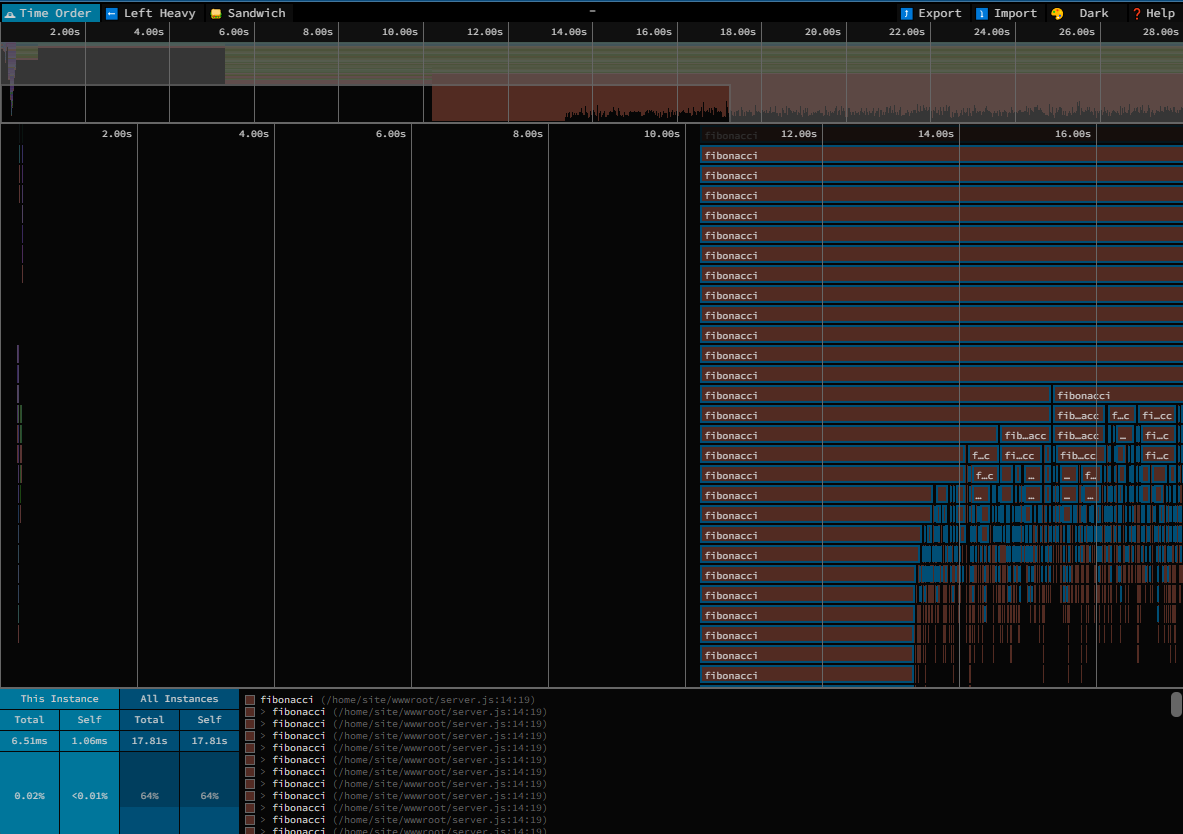 Time Order Left Heavy Sandwich – Export Import Dark Help
2.00s 4.00s 6.00s 8.00s 10.00s 12.00s 14.00s 16.00s 18.00s 20.00s 22.00s 24.00s 26.00s 28.00s
2.00s 4.00s 6.00s 8.00s 10.00s 12.00s 14.00s 16.00s
fibonacci
fibonacci
fibonacci
fibonacci
fibonacci
fibonacci
fibonacci
fibonacci
fibonacci
fibonacci
fibonacci
fibonacci
fibonacci
fibonacci fibonacci
fibonacci fib…acc f…c fi…cc
fibonacci fib…acc fib…acc … fi…c
fibonacci f…c fi…cc fib…cc fi…c
fibonacci f…c … … f…
fibonacci … … … …
fibonacci
fibonacci
fibonacci
fibonacci
fibonacci
fibonacci
fibonacci
fibonacci
fibonacci
This Instance All Instances
Total Self Total Self
6.51ms 1.06ms 17.81s 17.81s
0.02% <0.01% 64% 64%
fibonacci (/home/site/wwwroot/server.js:14:19)
> fibonacci (/home/site/wwwroot/server.js:14:19)
> fibonacci (/home/site/wwwroot/server.js:14:19)
> fibonacci (/home/site/wwwroot/server.js:14:19)
> fibonacci (/home/site/wwwroot/server.js:14:19)
> fibonacci (/home/site/wwwroot/server.js:14:19)
> fibonacci (/home/site/wwwroot/server.js:14:19)
> fibonacci (/home/site/wwwroot/server.js:14:19)
> fibonacci (/home/site/wwwroot/server.js:14:19)
> fibonacci (/home/site/wwwroot/server.js:14:19)
> fibonacci (/home/site/wwwroot/server.js:14:19)
> fibonacci (/home/site/wwwroot/server.js:14:19)